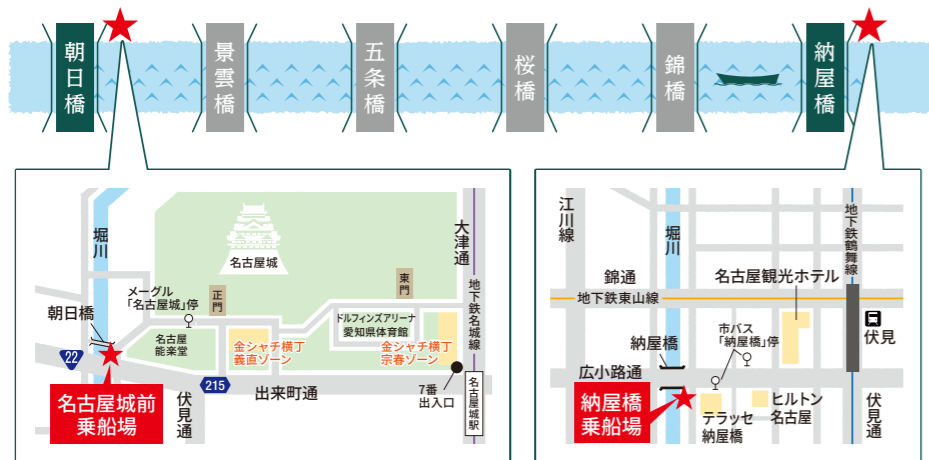 朝日橋
景雲橋
五条橋
桜橋
錦橋
納屋橋
堀川
名古屋城
大津通
地下鉄名城線
メーグル
「名古屋城」停
正門
東門
朝日橋
名古屋
能楽堂
金シャチ横丁
義直ゾーン
ドルフィンズアリーナ
愛知県体育館
金シャチ横丁
宗春ゾーン
22
215
出来町通
7番
出入口
名古屋城駅
名古屋城前
乗船場
伏見通
江川線
堀川
地下鉄鶴舞線
錦通
名古屋観光ホテル
地下鉄東山線
市バス
「納屋橋」停
伏見
納屋橋
広小路通
納屋橋
乗船場
テラッセ
納屋橋
ヒルトン
名古屋
伏見通